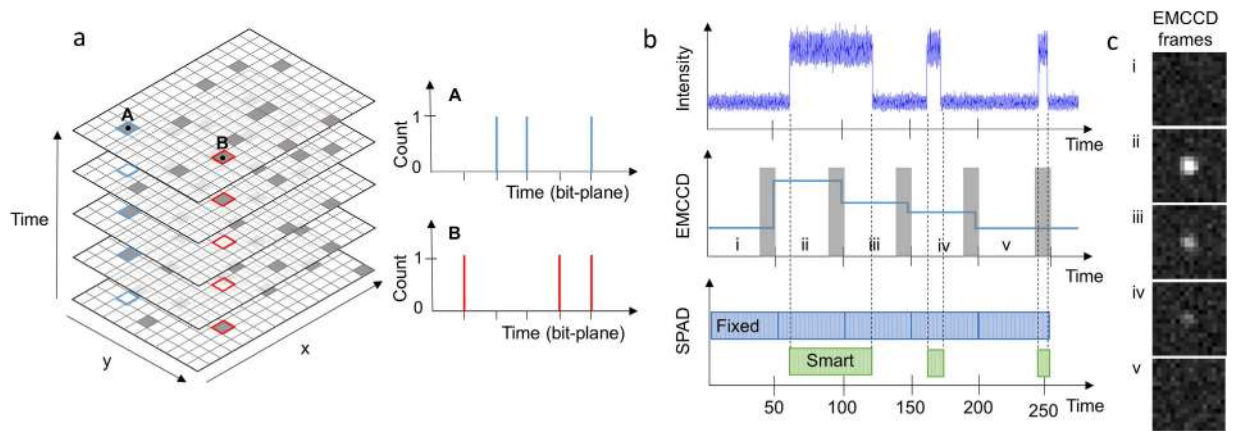 a
A
B
Time
y
x
A
Count
1
0
Time (bit-plane)
B
Count
1
0
Time (bit-plane)
b
Intensity
Time
EMCCD
i
ii
iii
iv
v
Time
SPAD
Fixed
Smart
50
100
150
200
250
Time
c
EMCCD
frames
i
ii
iii
iv
v